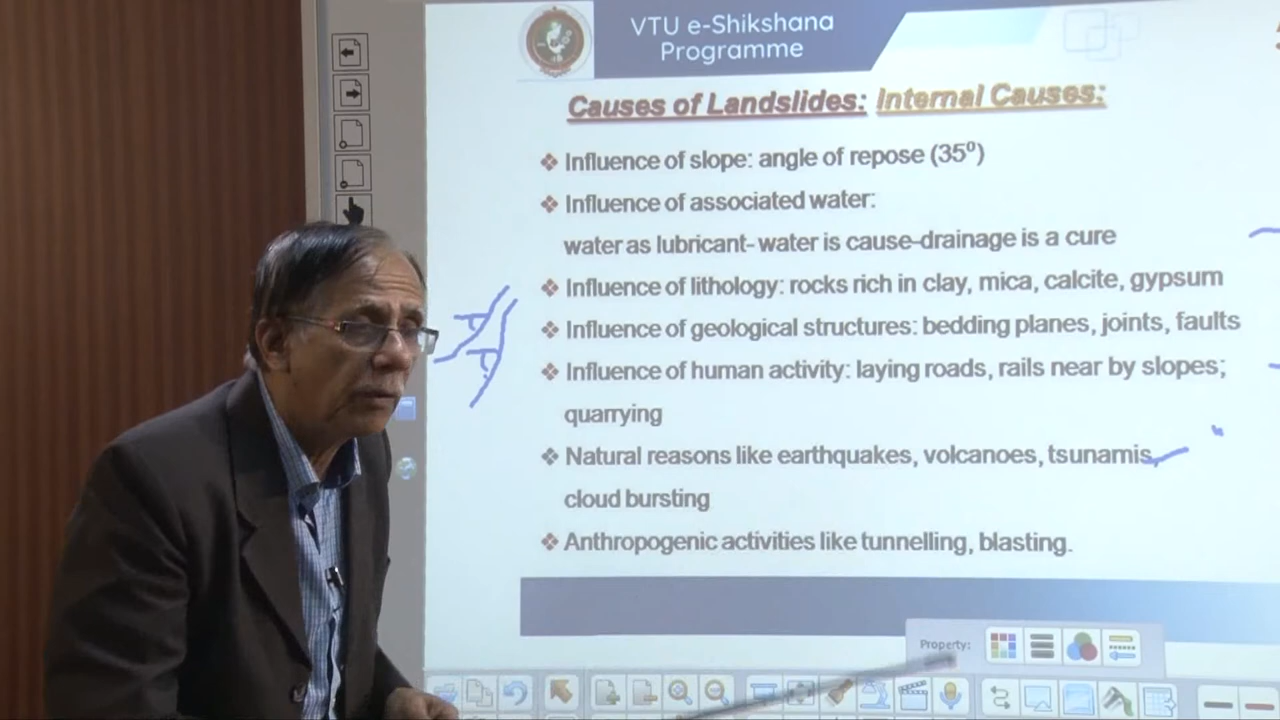 VTU e-Shikshana
Programme
Causes of Landslides: Internal Causes:
❖ Influence of slope: angle of repose (35⁰)
❖ Influence of associated water:
water as lubricant- water is cause-drainage is a cure
❖ Influence of lithology: rocks rich in clay, mica, calcite, gypsum
❖ Influence of geological structures: bedding planes, joints, faults
❖ Influence of human activity: laying roads, rails near by slopes;
quarrying
❖ Natural reasons like earthquakes, volcanoes, tsunamis,
cloud bursting
❖ Anthropogenic activities like tunnelling, blasting.
Property: